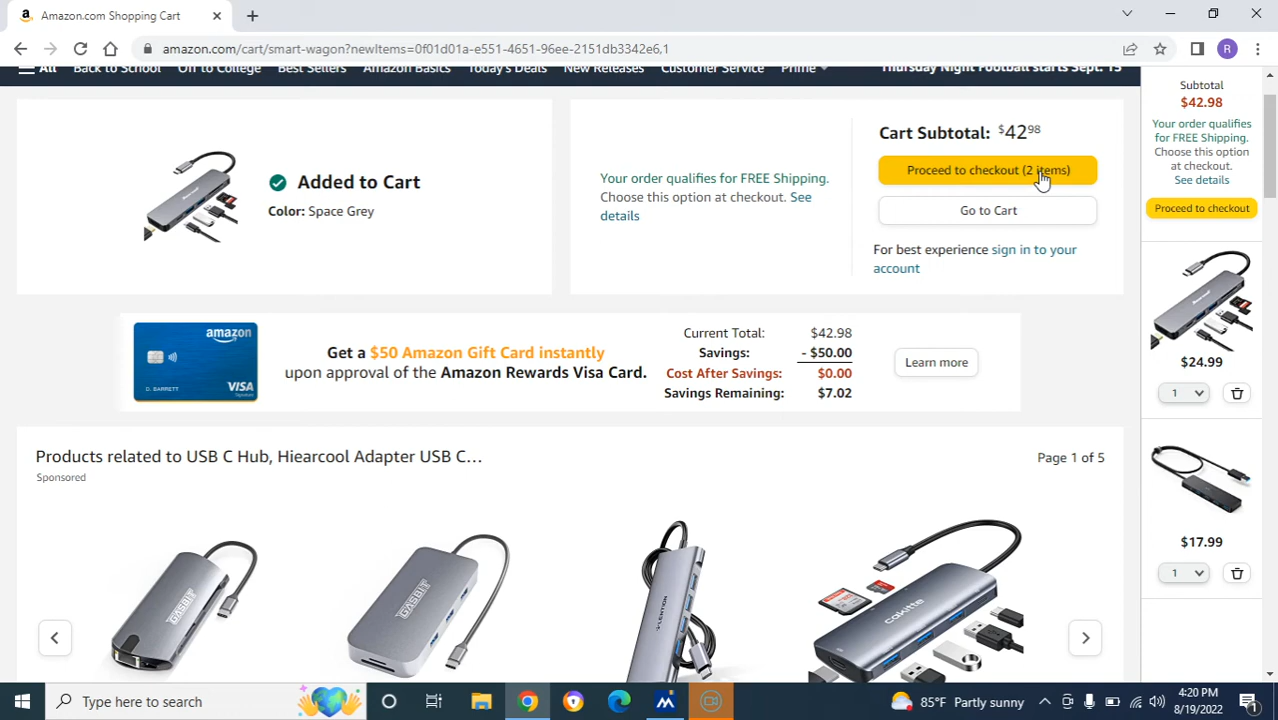 Amazon.com Shopping Cart
amazon.com/cart/smart-wagon?newItems=0f01d01a-e551-4651-96ee-2151db3342e6,1
R
All Back to School Off to College Best Sellers Amazon Basics Today's Deals New Releases Customer Service Prime Thursday Night Football starts Sept. 15
Added to Cart
Color: Space Grey
Your order qualifies for FREE Shipping.
Choose this option at checkout. See
details
Cart Subtotal: $42.98
Proceed to checkout (2 items)
Go to Cart
For best experience sign in to your
account
amazon
D. BARRETT
VISA
Signature
Get a $50 Amazon Gift Card instantly
upon approval of the Amazon Rewards Visa Card.
Current Total: $42.98
Savings: - $50.00
Cost After Savings: $0.00
Savings Remaining: $7.02
Learn more
Products related to USB C Hub, Hiearcool Adapter USB C...
Page 1 of 5
Sponsored
GASBIT
GASBIT
LENTION
cakitte
Subtotal
$42.98
Your order qualifies
for FREE Shipping.
Choose this option
at checkout.
See details
Proceed to checkout
$24.99
1
$17.99
1
Type here to search
85°F Partly sunny
4:20 PM
8/19/2022
1